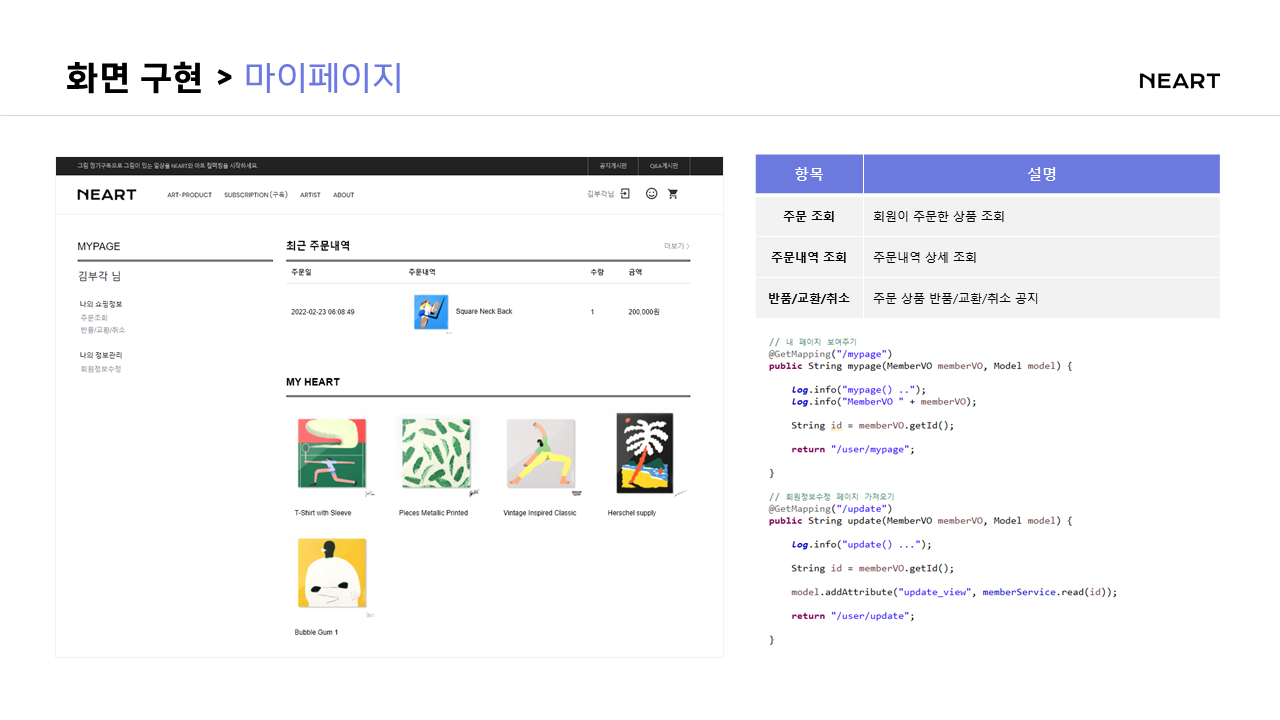 화면 구현 > 마이페이지
NEART
그림 정기구독으로 그림이 있는 일상을 NEART와 아트 컬렉팅을 시작하세요.
공지게시판
Q&A게시판
NEART
ART-PRODUCT
SUBSCRIPTION (구독)
ARTIST
ABOUT
김부각님
MYPAGE
김부각 님
나의 쇼핑정보
주문조회
반품/교환/취소
나의 정보관리
회원정보수정
최근 주문내역
더보기 >
주문일 주문내역 수량 금액
2022-02-23 06:08:49 Square Neck Back 1 200,000원
MY HEART
T-Shirt with Sleeve
Pieces Metallic Printed
Vintage Inspired Classic
Herschel supply
Bubble Gum 1
항목 설명
주문 조회 회원이 주문한 상품 조회
주문내역 조회 주문내역 상세 조회
반품/교환/취소 주문 상품 반품/교환/취소 공지
// 내 페이지 보여주기
@GetMapping("/mypage")
public String mypage(MemberVO memberVO, Model model) {
log.info("mypage() ..");
log.info("MemberVO " + memberVO);
String id = memberVO.getId();
return "/user/mypage";
}
// 회원정보수정 페이지 가져오기
@GetMapping("/update")
public String update(MemberVO memberVO, Model model) {
log.info("update() ...");
String id = memberVO.getId();
model.addAttribute("update_view", memberService.read(id));
return "/user/update";
}